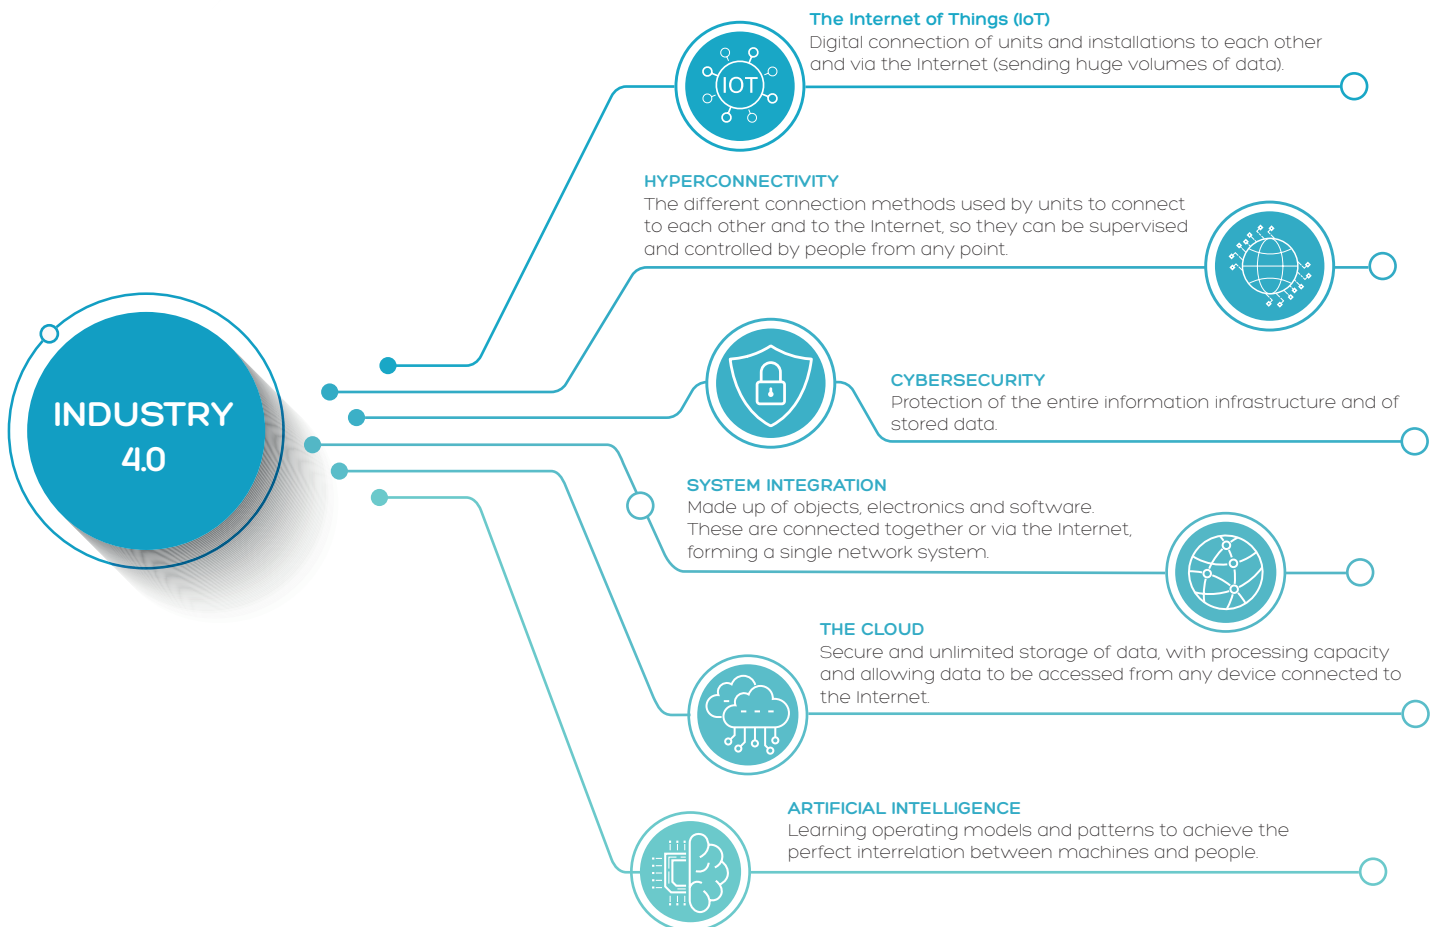 The Internet of Things (IoT)
Digital connection of units and installations to each other
and via the Internet (sending huge volumes of data).
IOT
HYPERCONNECTIVITY
The different connection methods used by units to connect
to each other and to the Internet, so they can be supervised
and controlled by people from any point.
INDUSTRY
4.0
CYBERSECURITY
Protection of the entire information infrastructure and of
stored data.
SYSTEM INTEGRATION
Made up of objects, electronics and software.
These are connected together or via the Internet,
forming a single network system.
THE CLOUD
Secure and unlimited storage of data, with processing capacity
and allowing data to be accessed from any device connected to
the Internet.
ARTIFICIAL INTELLIGENCE
Learning operating models and patterns to achieve the
perfect interrelation between machines and people.